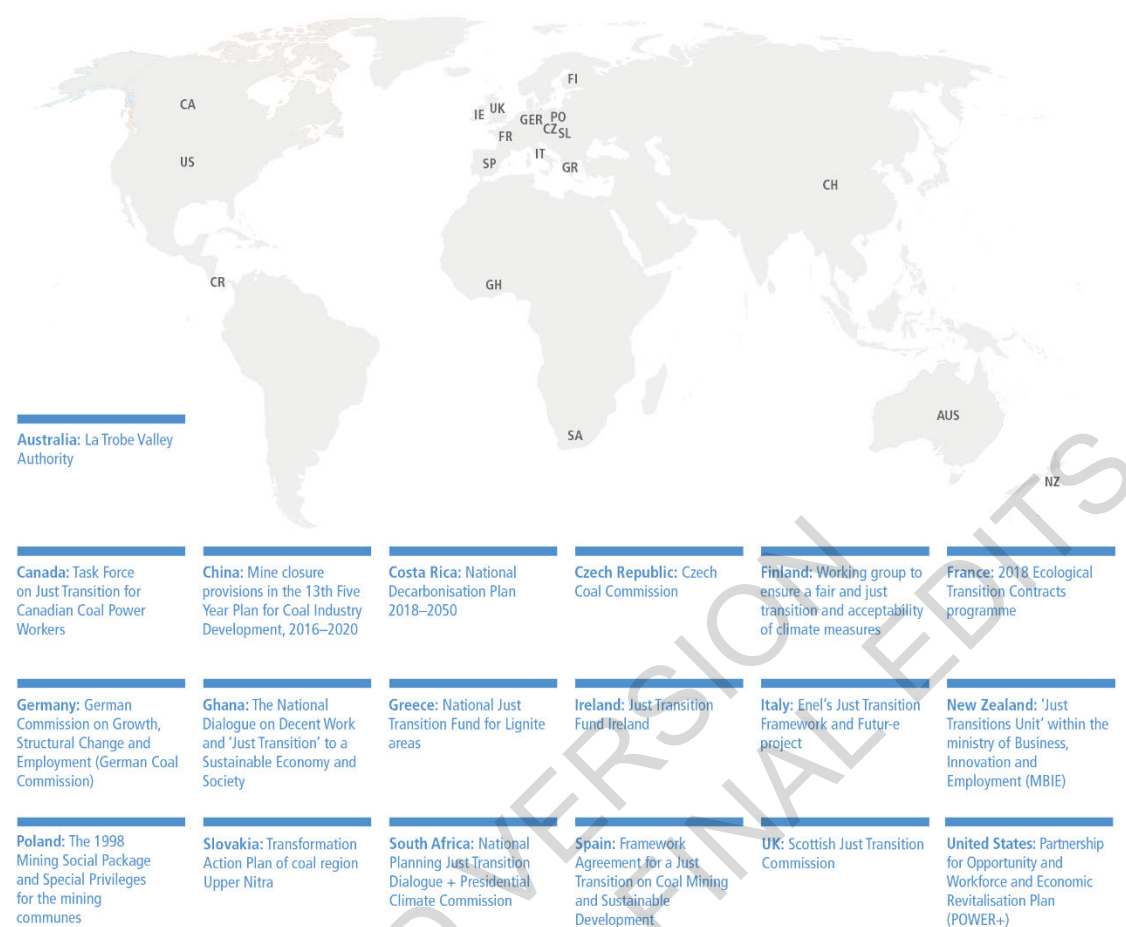 FI
CA
IE
UK
GER
PO
CZ
SL
FR
US
IT
SP
GR
CH
CR
GH
AUS
SA
NZ
Australia: La Trobe Valley
Authority
Canada: Task Force
on Just Transition for
Canadian Coal Power
Workers
China: Mine closure
provisions in the 13th Five
Year Plan for Coal Industry
Development, 2016–2020
Costa Rica: National
Decarbonisation Plan
2018–2050
Czech Republic: Czech
Coal Commission
Finland: Working group to
ensure a fair and just
transition and acceptability
of climate measures
France: 2018 Ecological
Transition Contracts
programme
Germany: German
Commission on Growth,
Structural Change and
Employment (German Coal
Commission)
Ghana: The National
Dialogue on Decent Work
and 'Just Transition' to a
Sustainable Economy and
Society
Greece: National Just
Transition Fund for Lignite
areas
Ireland: Just Transition
Fund Ireland
Italy: Enel's Just Transition
Framework and Futur-e
project
New Zealand: 'Just
Transitions Unit' within the
ministry of Business,
Innovation and
Employment (MBIE)
Poland: The 1998
Mining Social Package
and Special Privileges
for the mining
communes
Slovakia: Transformation
Action Plan of coal region
Upper Nitra
South Africa: National
Planning Just Transition
Dialogue + Presidential
Climate Commission
Spain: Framework
Agreement for a Just
Transition on Coal Mining
and Sustainable
Development
UK: Scottish Just Transition
Commission
United States: Partnership
for Opportunity and
Workforce and Economic
Revitalisation Plan
(POWER+)
VERSION
FINAL EDITS